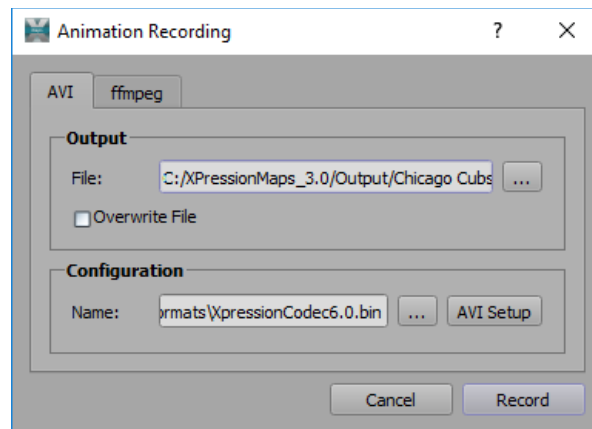 Animation Recording
AVI ffmpeg
Output
File: C:/XPressionMaps_3.0/Output/Chicago Cubs ...
Overwrite File
Configuration
Name: ormats\XpressionCodec6.0.bin ... AVI Setup
Cancel Record